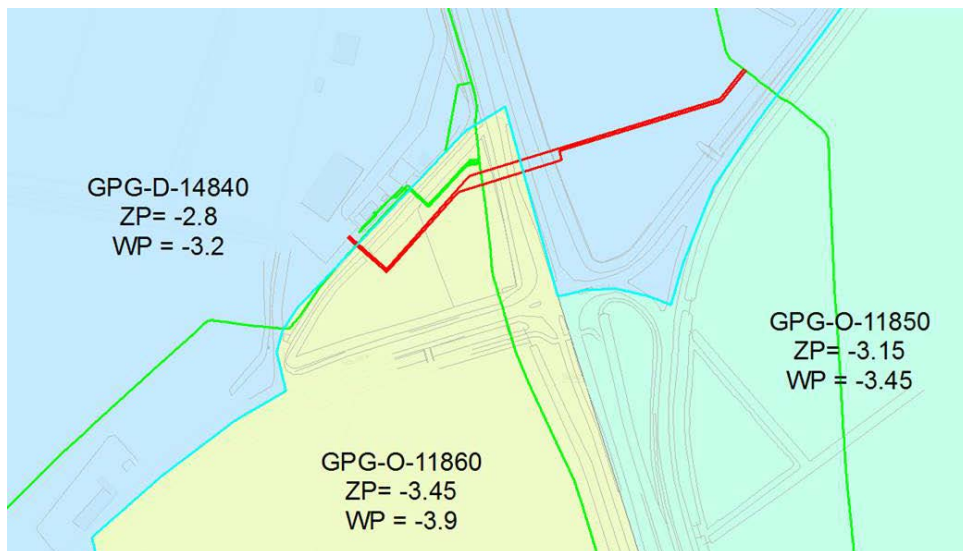 GPG-D-14840
ZP= -2.8
WP = -3.2
GPG-O-11850
ZP= -3.15
WP = -3.45
GPG-O-11860
ZP= -3.45
WP = -3.9